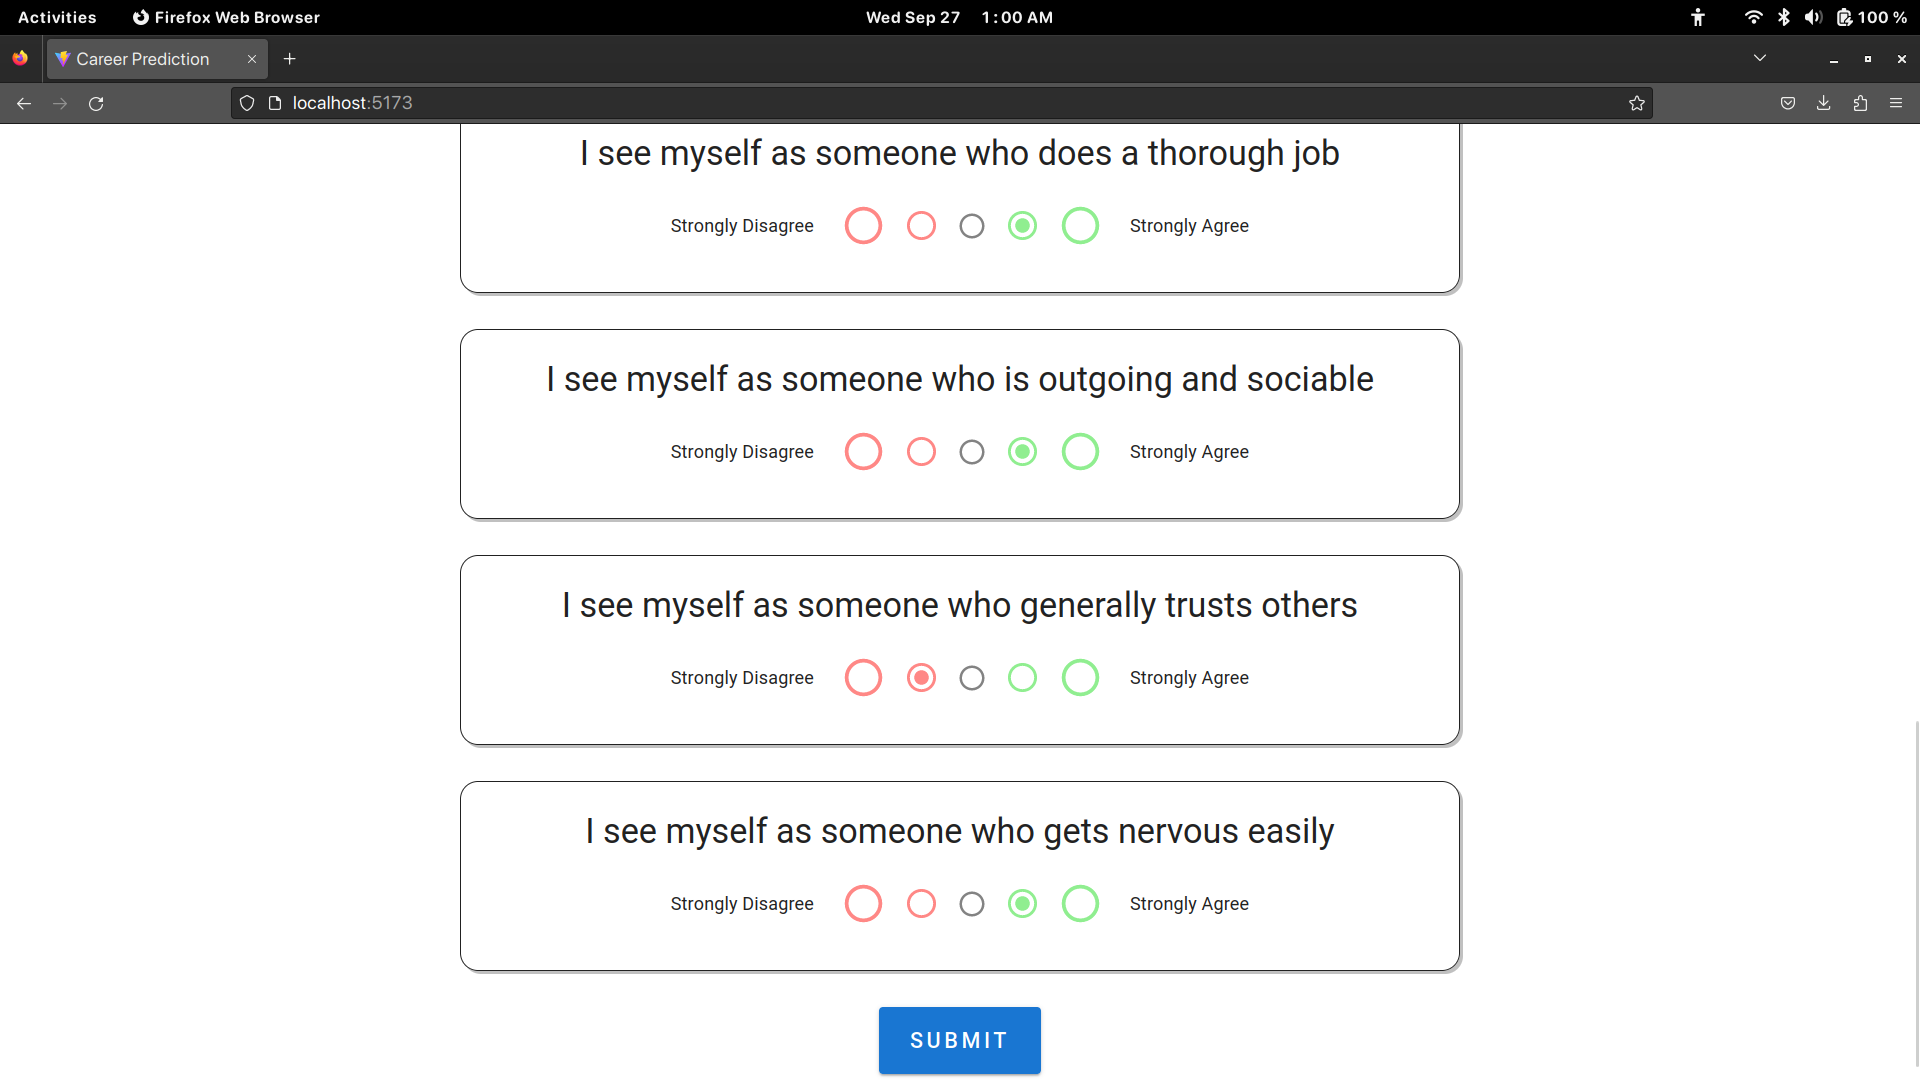 Activities Firefox Web Browser Wed Sep 27 1:00 AM 100 %
Career Prediction
localhost:5173
I see myself as someone who does a thorough job
Strongly Disagree Strongly Agree
I see myself as someone who is outgoing and sociable
Strongly Disagree Strongly Agree
I see myself as someone who generally trusts others
Strongly Disagree Strongly Agree
I see myself as someone who gets nervous easily
Strongly Disagree Strongly Agree
SUBMIT